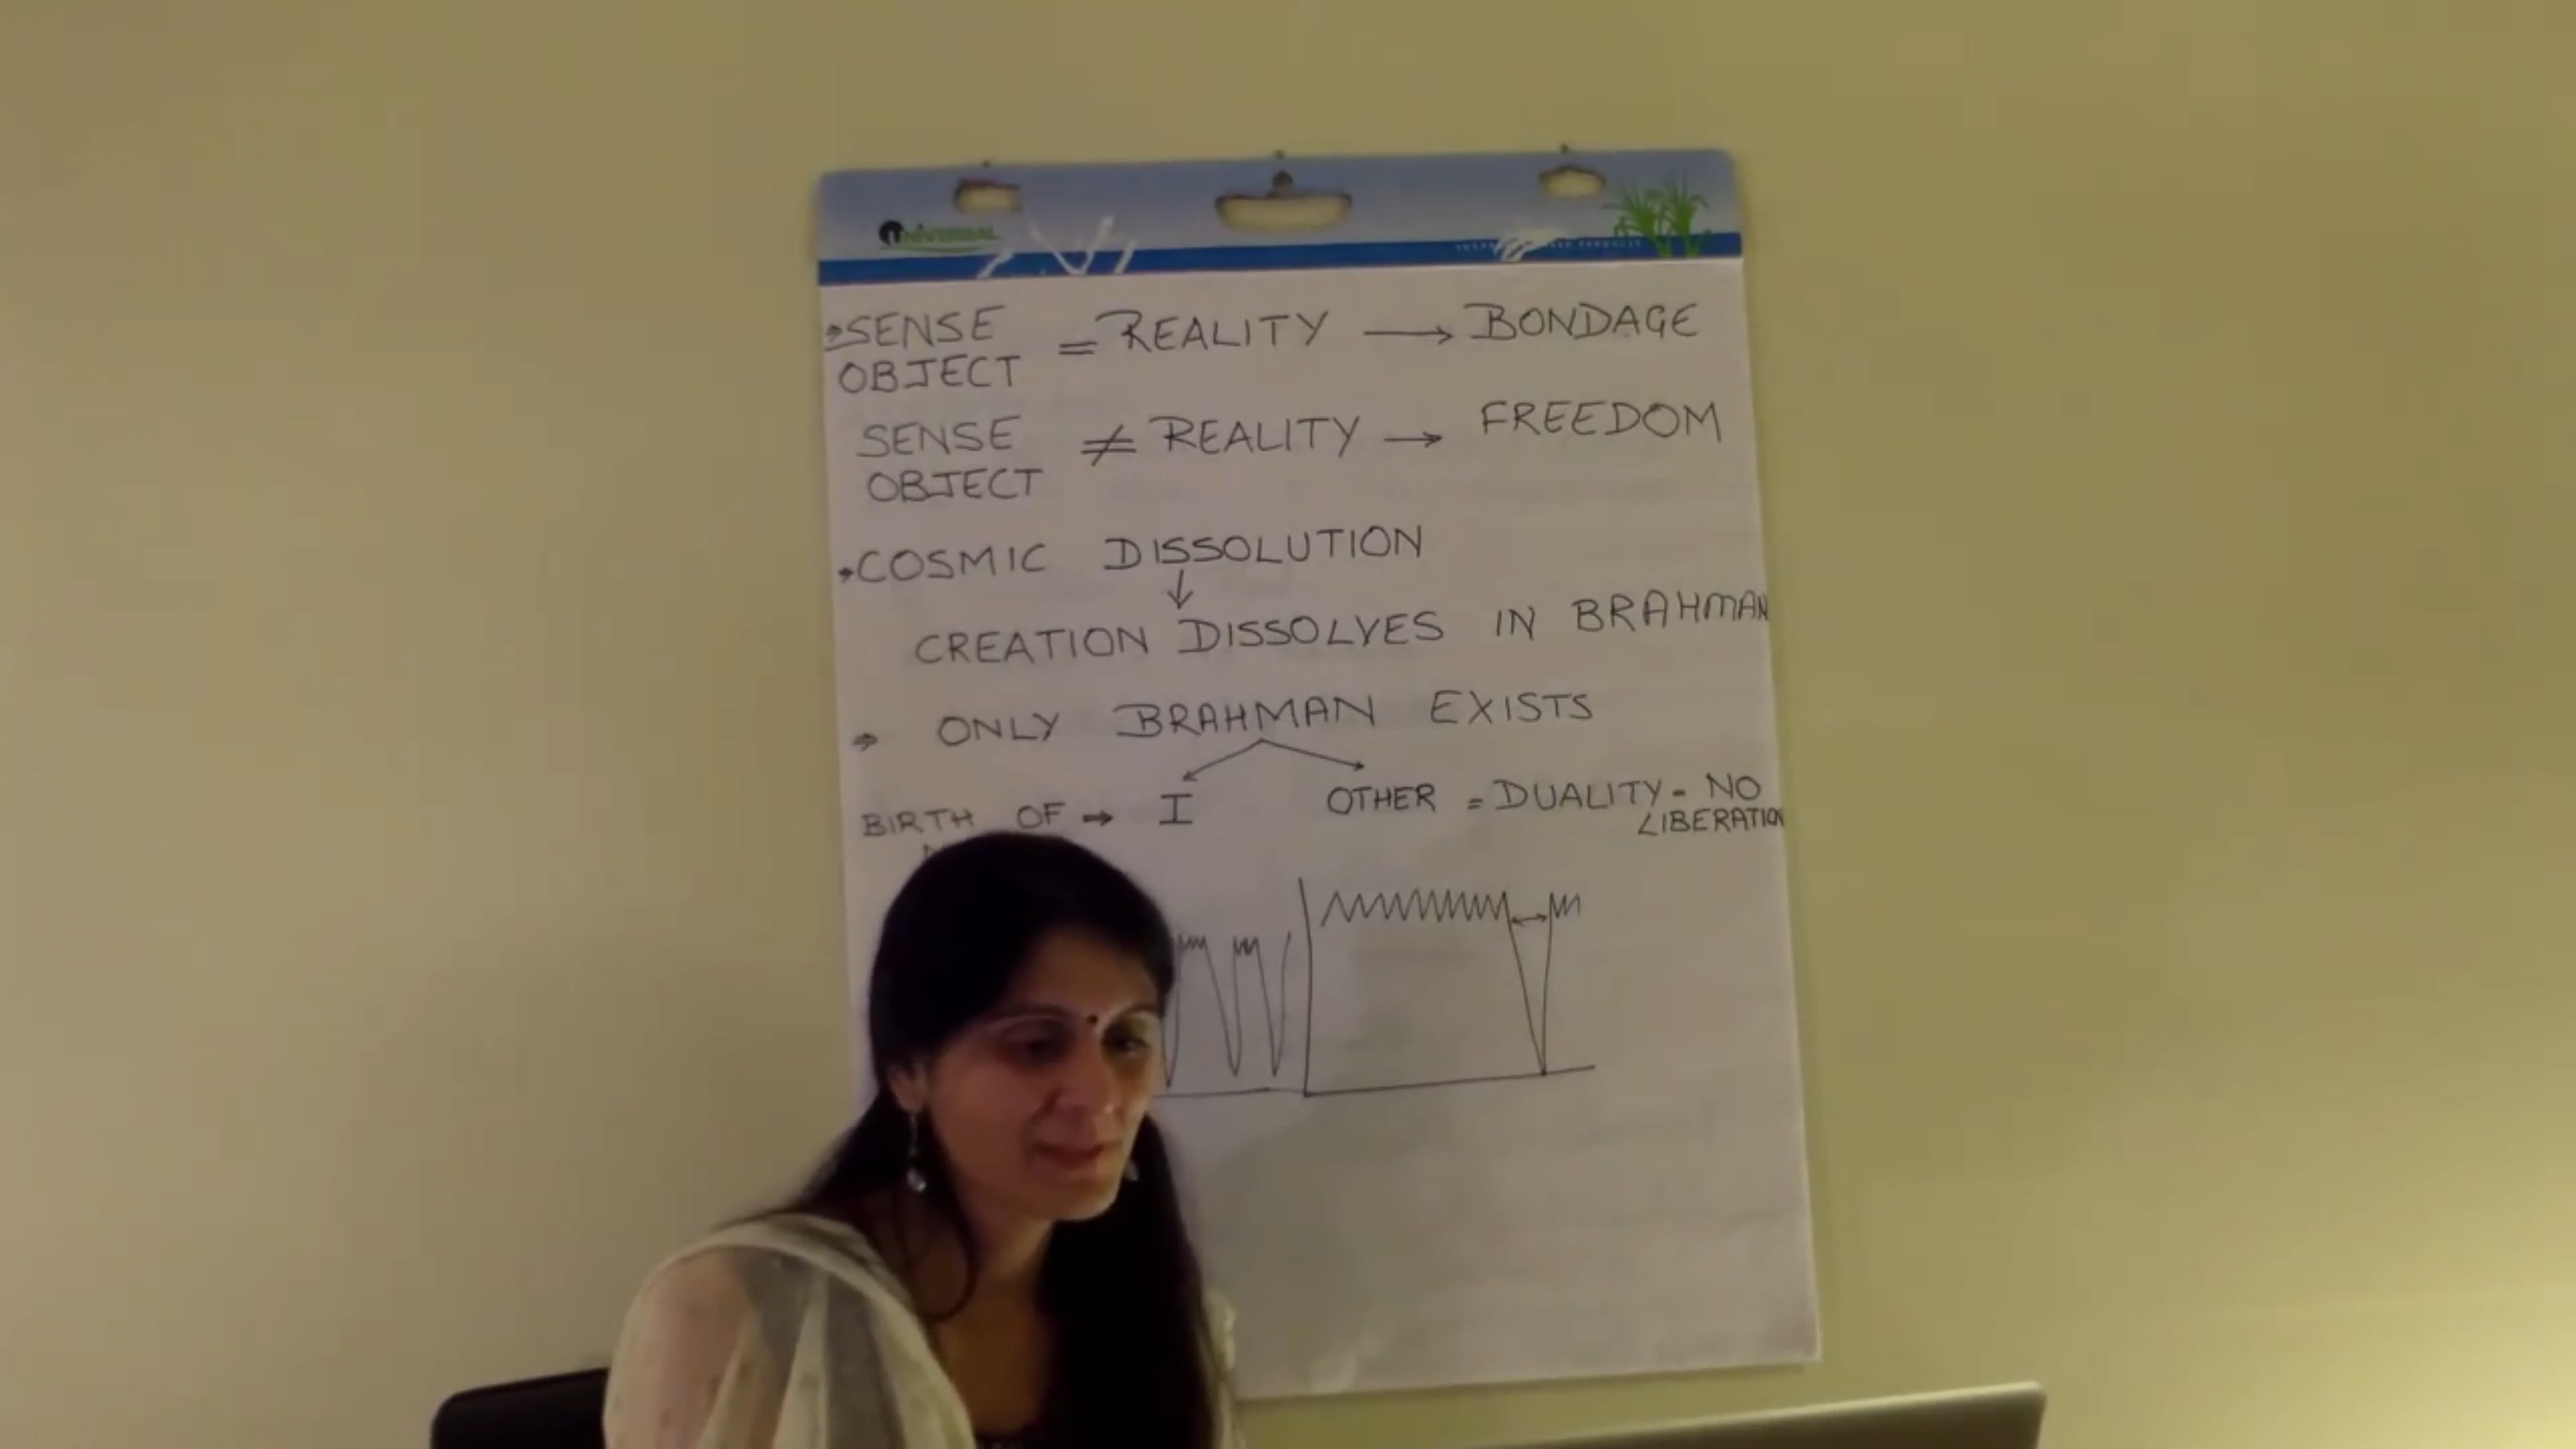 UNIVERSAL
⇒SENSE OBJECT = REALITY → BONDAGE
SENSE OBJECT ≠ REALITY → FREEDOM
⇒COSMIC DISSOLUTION
↓
CREATION DISSOLVES IN BRAHMAN
⇒ ONLY BRAHMAN EXISTS
BIRTH OF ⇒ I OTHER = DUALITY = NO LIBERATION